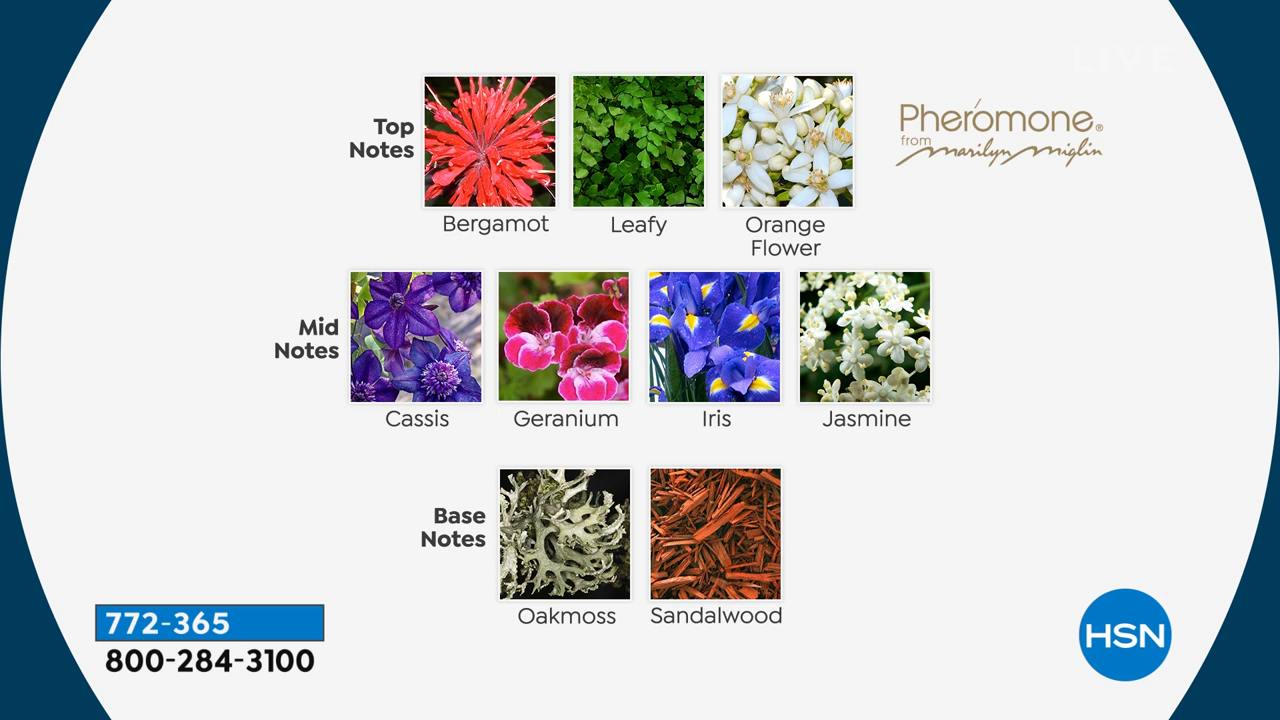 LIVE
Top
Notes
Pheromone®
from marilyn miglin
Bergamot
Leafy
Orange
Flower
Mid
Notes
Cassis
Geranium
Iris
Jasmine
Base
Notes
Oakmoss
Sandalwood
772-365
800-284-3100
HSN